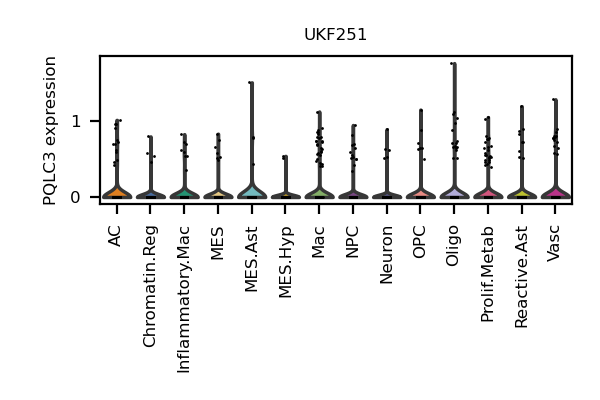 UKF251
PQLC3 expression
1
0
AC
Chromatin.Reg
Inflammatory.Mac
MES
MES.Ast
MES.Hyp
Mac
NPC
Neuron
OPC
Oligo
Prolif.Metab
Reactive.Ast
Vasc